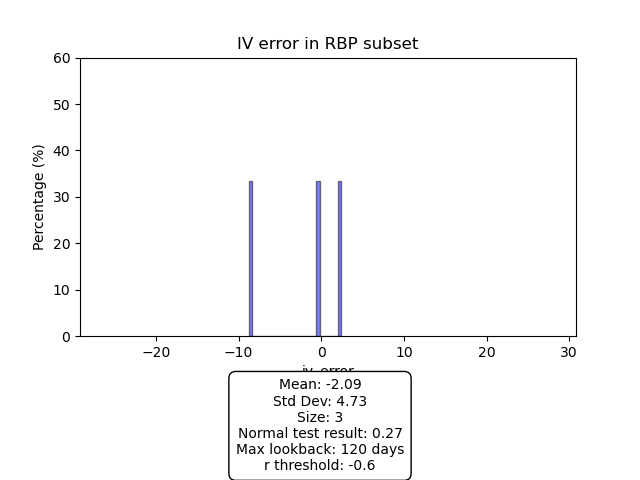 IV error in RBP subset
60
50
40
30
20
10
0
Percentage (%)
−20
−10
0
10
20
30
iv_error
Mean: -2.09
Std Dev: 4.73
Size: 3
Normal test result: 0.27
Max lookback: 120 days
r threshold: -0.6